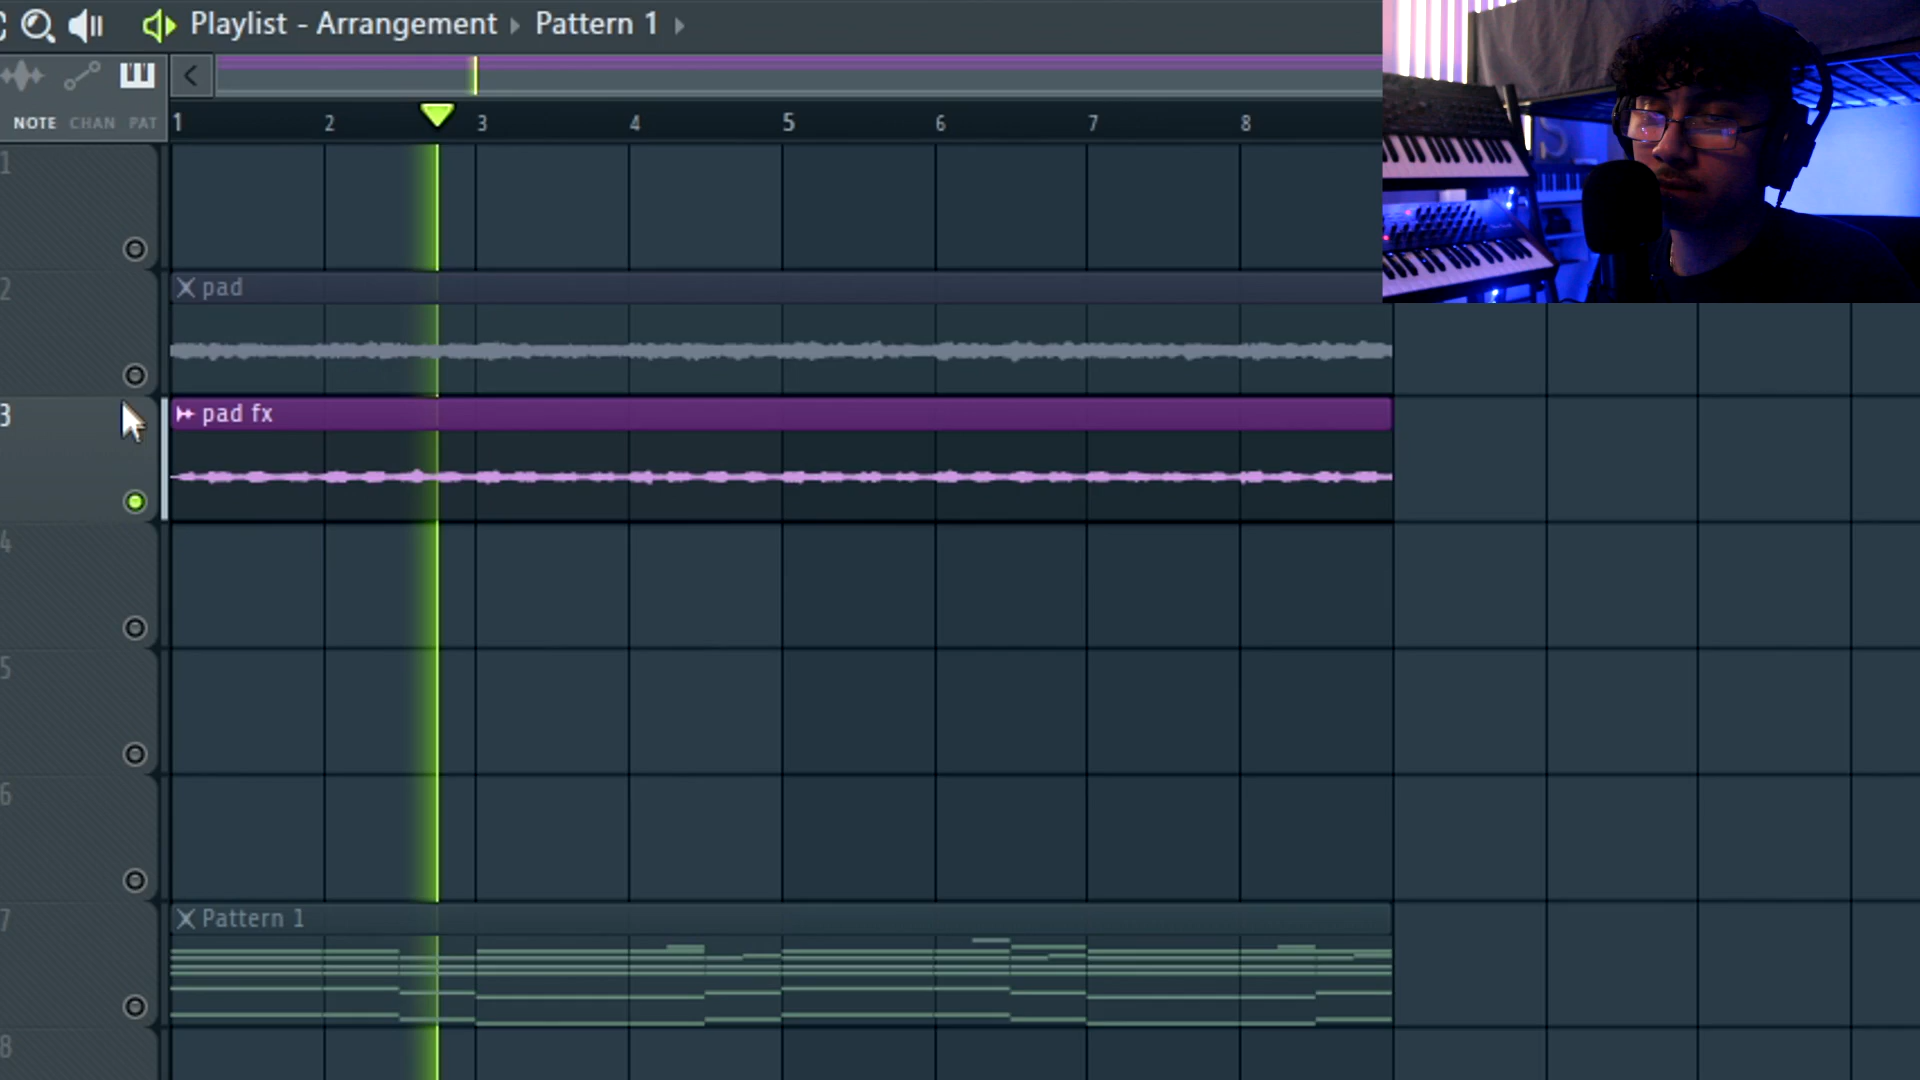 Playlist - Arrangement ▸ Pattern 1 ▸
NOTE CHAN PAT
1 2 3 4 5 6 7 8
1
2
pad
3
pad fx
4
5
6
7
Pattern 1
8